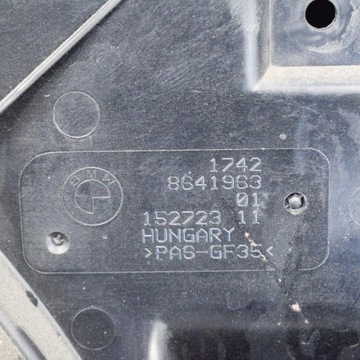 1742
8641963
01
BMW
152723 11
HUNGARY
>PA6-GF35<